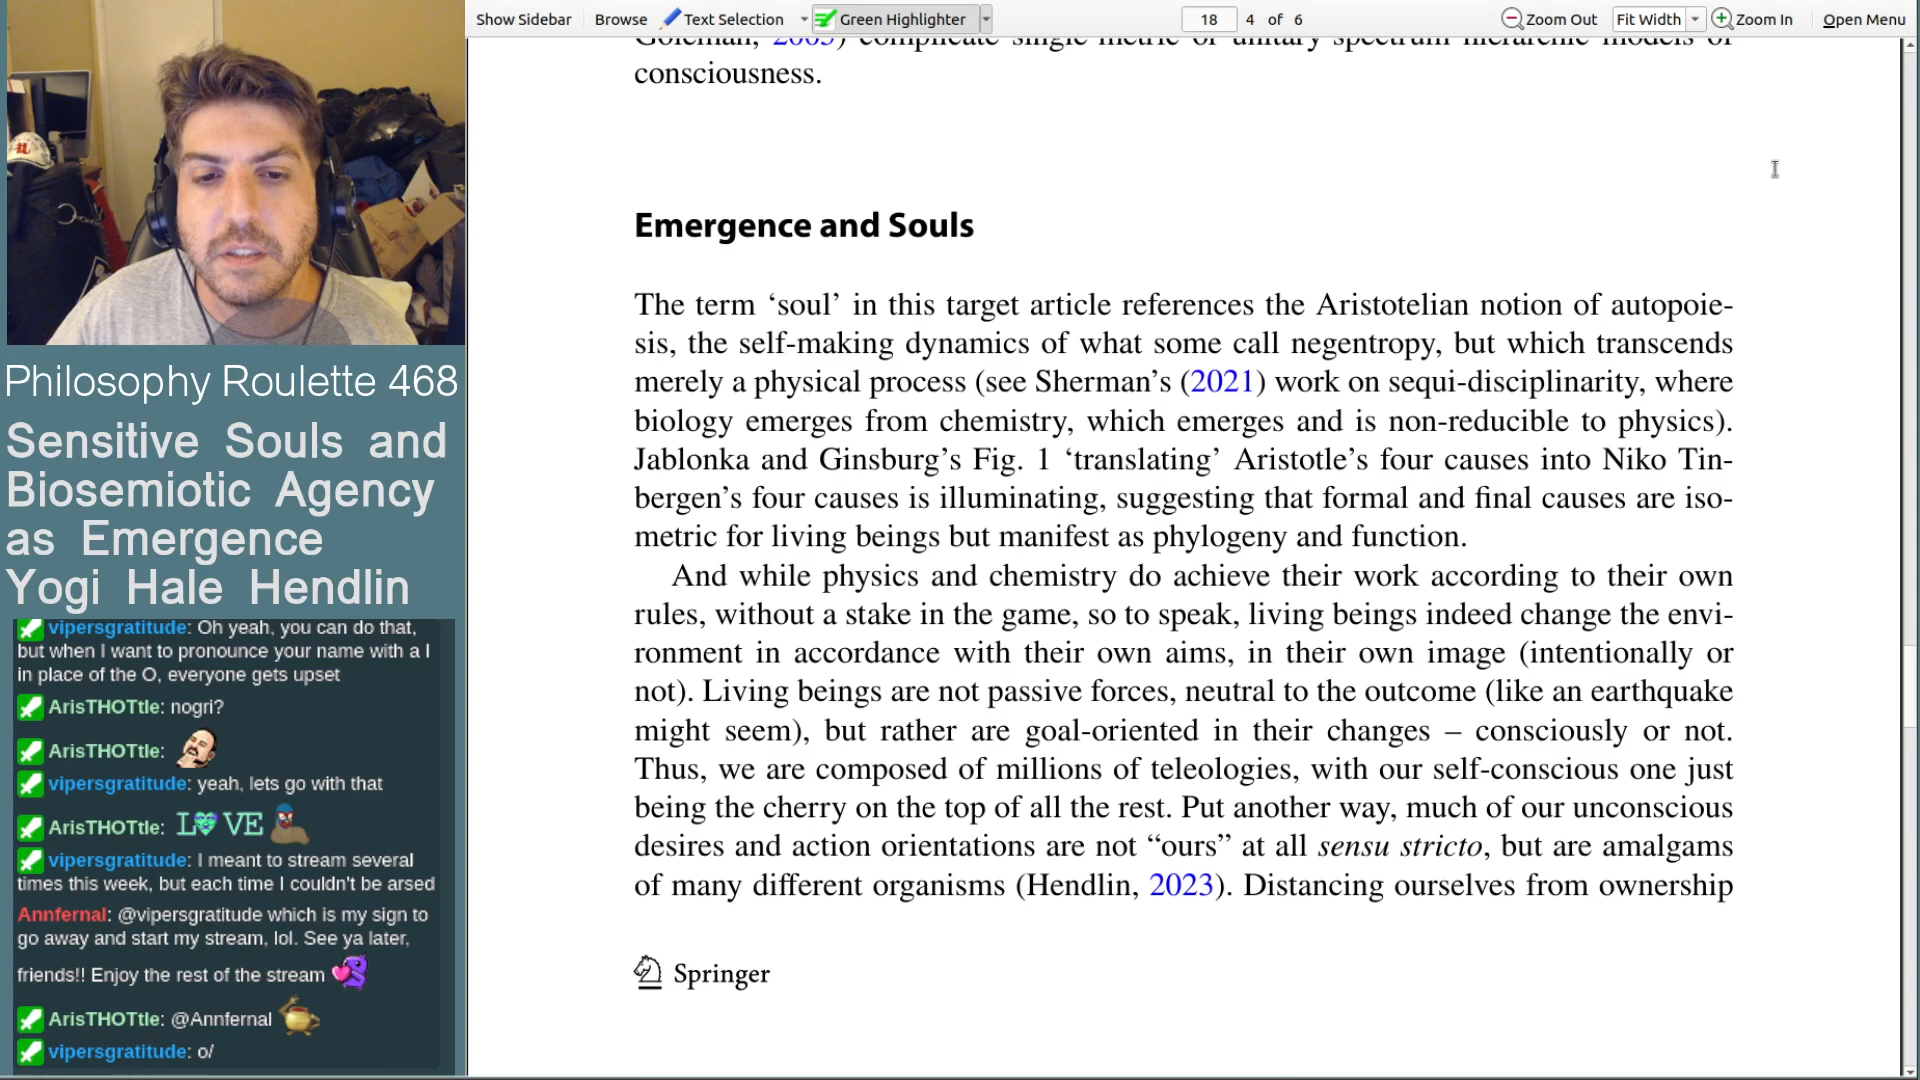 Show Sidebar Browse Text Selection Green Highlighter 18 4 of 6 Zoom Out Fit Width Zoom In Open Menu
Goleman, 2003) complicate single metric or unitary spectrum hierarchic models of
consciousness.
Emergence and Souls
The term ‘soul’ in this target article references the Aristotelian notion of autopoie-
sis, the self-making dynamics of what some call negentropy, but which transcends
merely a physical process (see Sherman’s (2021) work on sequi-disciplinarity, where
biology emerges from chemistry, which emerges and is non-reducible to physics).
Jablonka and Ginsburg’s Fig. 1 ‘translating’ Aristotle’s four causes into Niko Tin-
bergen’s four causes is illuminating, suggesting that formal and final causes are iso-
metric for living beings but manifest as phylogeny and function.
And while physics and chemistry do achieve their work according to their own
rules, without a stake in the game, so to speak, living beings indeed change the envi-
ronment in accordance with their own aims, in their own image (intentionally or
not). Living beings are not passive forces, neutral to the outcome (like an earthquake
might seem), but rather are goal-oriented in their changes – consciously or not.
Thus, we are composed of millions of teleologies, with our self-conscious one just
being the cherry on the top of all the rest. Put another way, much of our unconscious
desires and action orientations are not “ours” at all sensu stricto, but are amalgams
of many different organisms (Hendlin, 2023). Distancing ourselves from ownership
Springer
Philosophy Roulette 468
Sensitive Souls and
Biosemiotic Agency
as Emergence
Yogi Hale Hendlin
vipersgratitude: Oh yeah, you can do that,
but when I want to pronounce your name with a I
in place of the O, everyone gets upset
ArisTHOTtle: nogri?
ArisTHOTtle:
vipersgratitude: yeah, lets go with that
ArisTHOTtle: LOVE
vipersgratitude: I meant to stream several
times this week, but each time I couldn't be arsed
Annfernal: @vipersgratitude which is my sign to
go away and start my stream, lol. See ya later,
friends!! Enjoy the rest of the stream
ArisTHOTtle: @Annfernal
vipersgratitude: o/